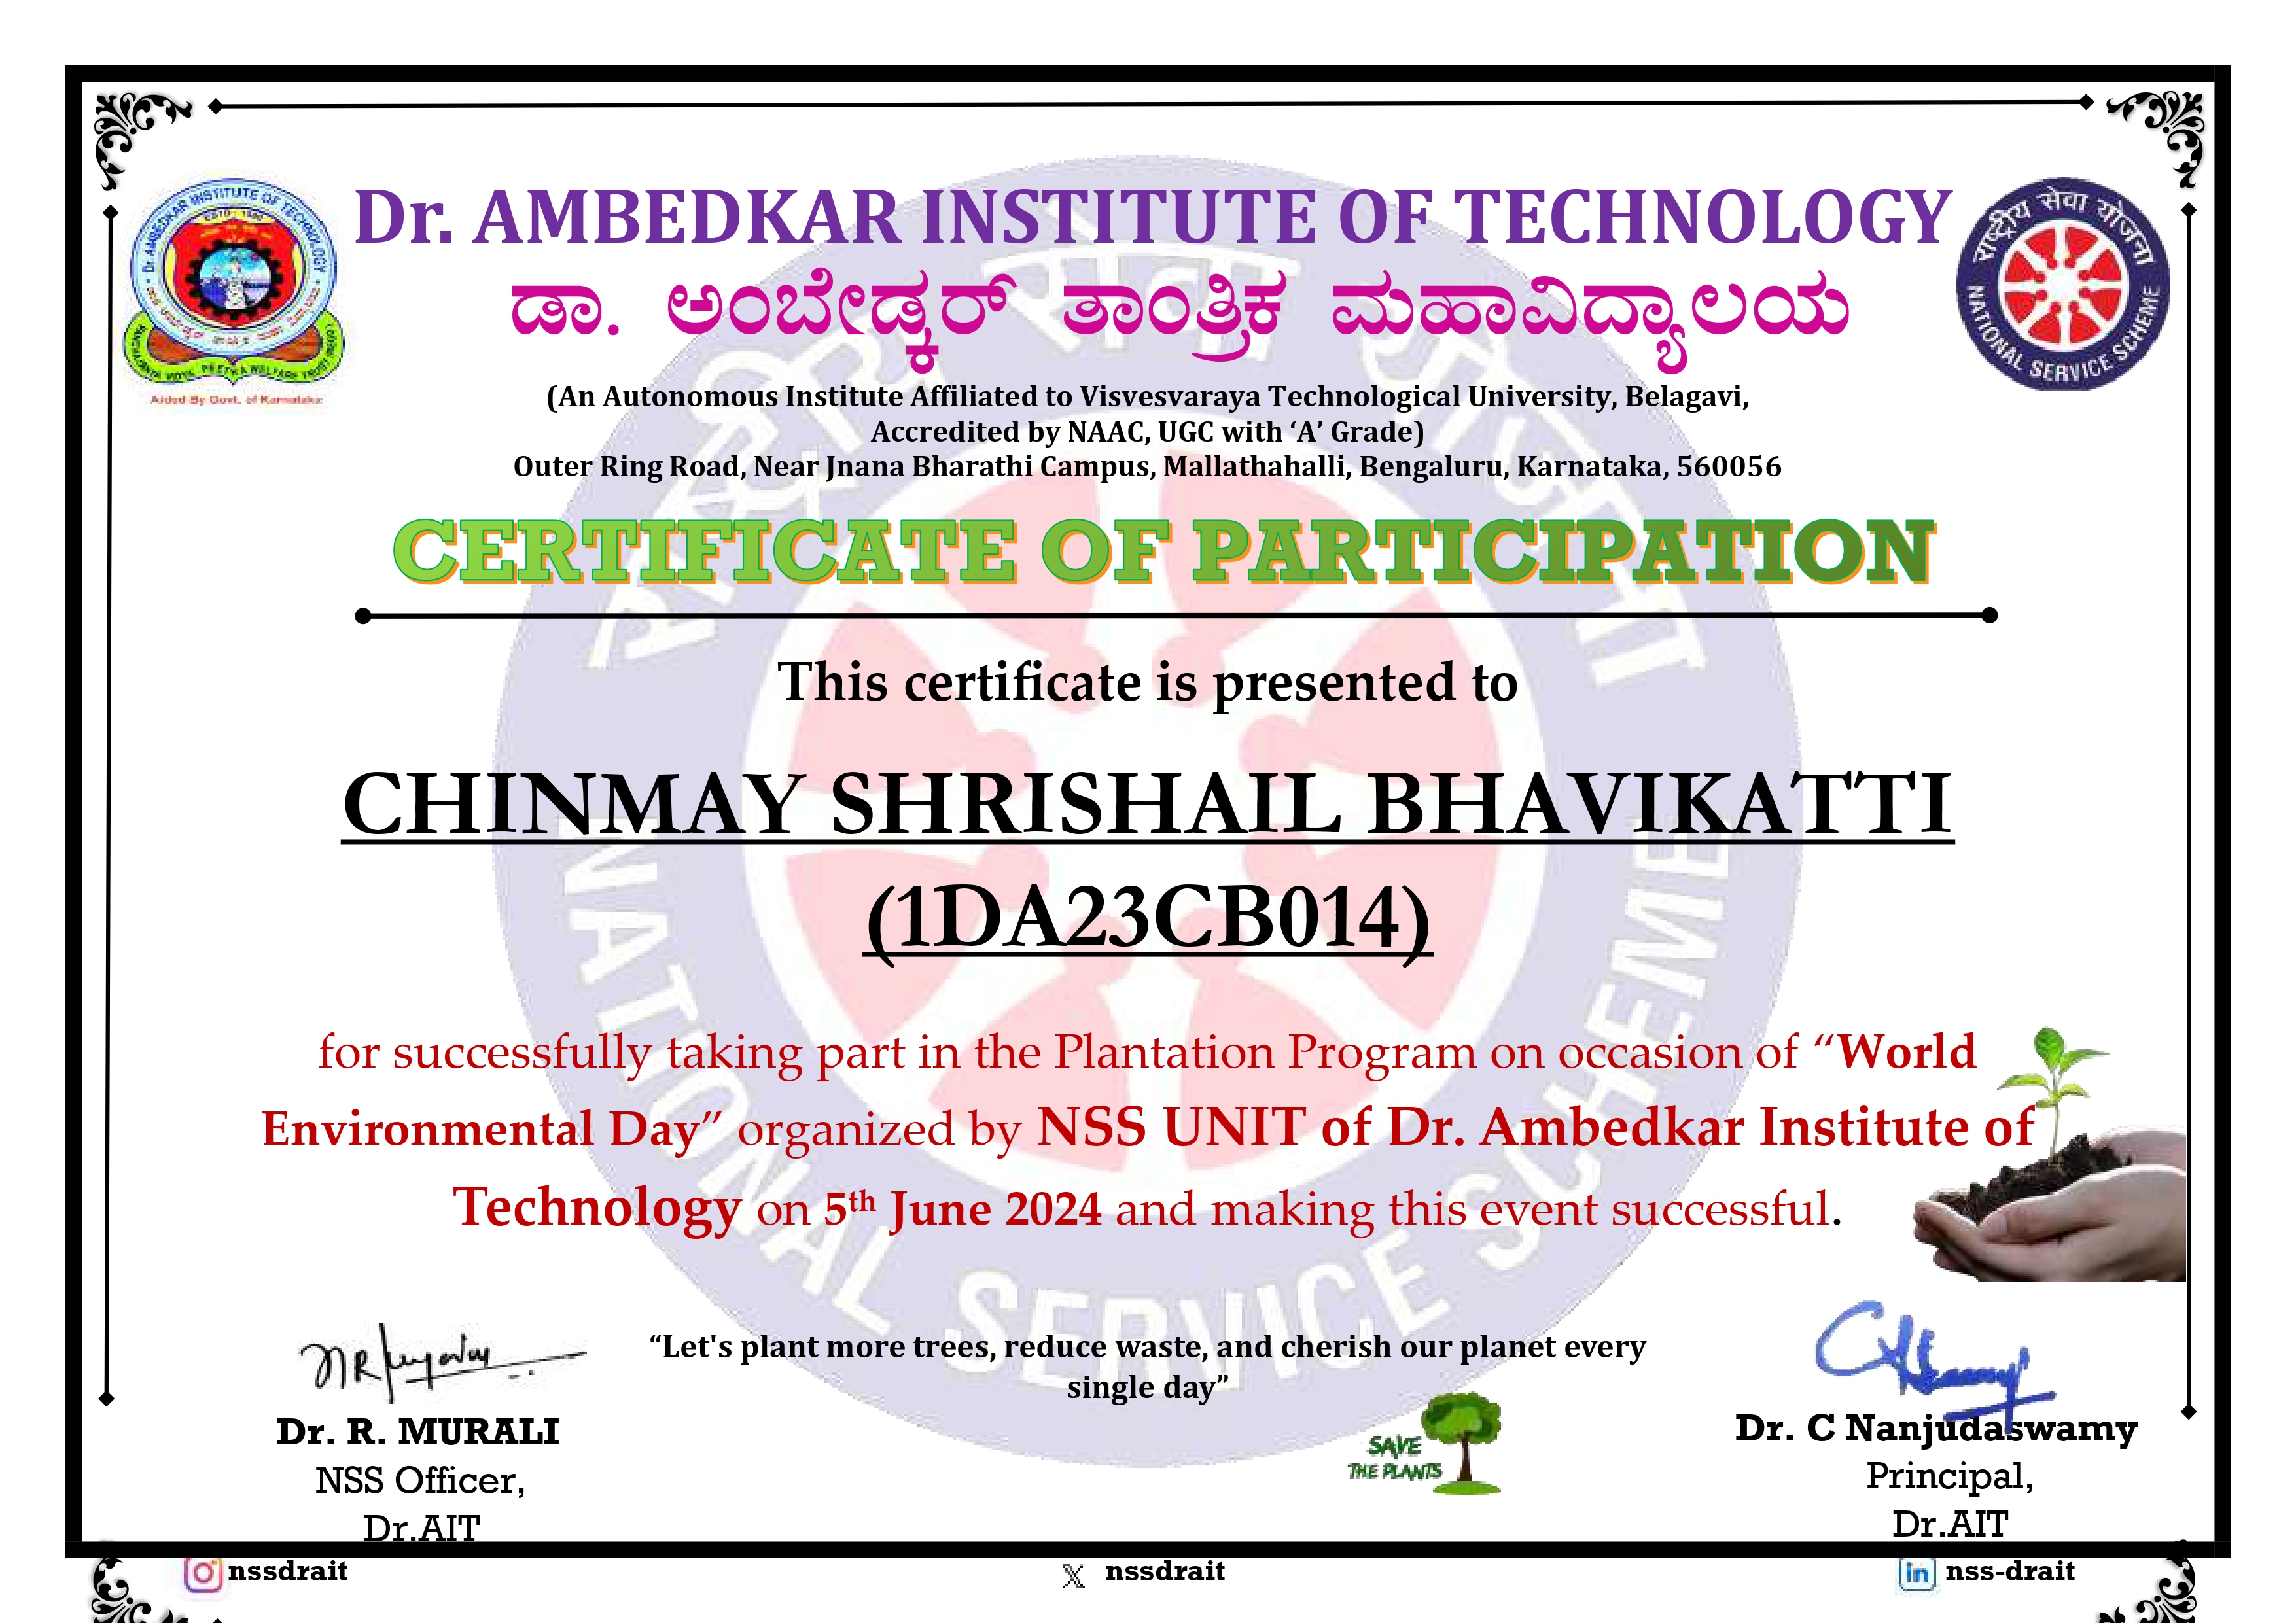 Dr. AMBEDKAR INSTITUTE OF TECHNOLOGY
ಡಾ. ಅಂಬೇಡ್ಕರ್ ತಾಂತ್ರಿಕ ಮಹಾವಿದ್ಯಾಲಯ
Dr. AMBEDKAR INSTITUTE OF TECHNOLOGY
Aided By Govt. of Karnataka
राष्ट्रीय सेवा योजना
NATIONAL SERVICE SCHEME
(An Autonomous Institute Affiliated to Visvesvaraya Technological University, Belagavi,
Accredited by NAAC, UGC with ‘A’ Grade)
Outer Ring Road, Near Jnana Bharathi Campus, Mallathahalli, Bengaluru, Karnataka, 560056
CERTIFICATE OF PARTICIPATION
This certificate is presented to
CHINMAY SHRISHAIL BHAVIKATTI
(1DA23CB014)
for successfully taking part in the Plantation Program on occasion of “World
Environmental Day” organized by NSS UNIT of Dr. Ambedkar Institute of
Technology on 5th June 2024 and making this event successful.
राष्ट्रीय सेवा योजना
NATIONAL SERVICE SCHEME
“Let's plant more trees, reduce waste, and cherish our planet every
single day”
SAVE
THE PLANTS
Dr. R. MURALI
NSS Officer,
Dr.AIT
Dr. C Nanjudaswamy
Principal,
Dr.AIT
nssdrait
X nssdrait
in nss-drait